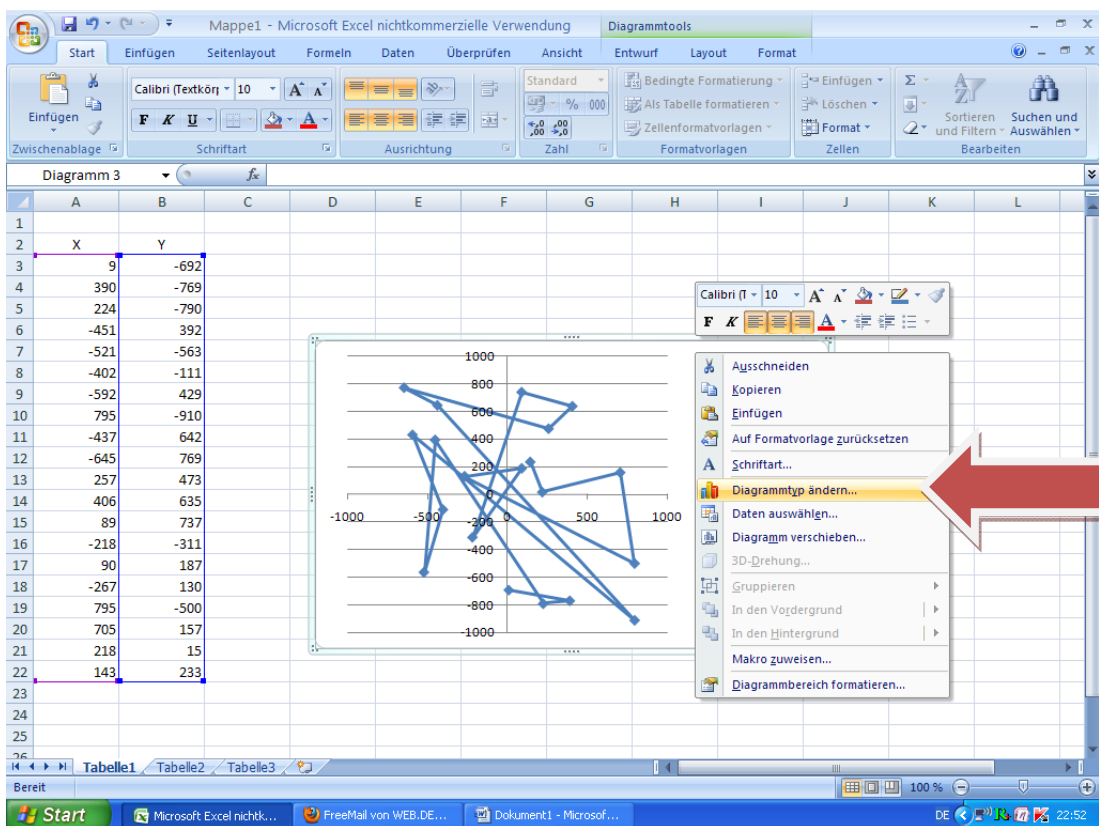 Mappe1 - Microsoft Excel nichtkommerzielle Verwendung Diagrammtools
Start Einfügen Seitenlayout Formeln Daten Überprüfen Ansicht Entwurf Layout Format
Einfügen
Calibri (Textkörp 10
F K U
Standard
% 000
Bedingte Formatierung
Als Tabelle formatieren
Zellenformatvorlagen
Einfügen
Löschen
Format
Σ
Sortieren und Filtern
Suchen und Auswählen
Zwischenablage Schriftart Ausrichtung Zahl Formatvorlagen Zellen Bearbeiten
Diagramm 3 fx
A B C D E F G H I J K L
1
2 X Y
3 9 -692
4 390 -769
5 224 -790
6 -451 392
7 -521 -563
8 -402 -111
9 -592 429
10 795 -910
11 -437 642
12 -645 769
13 257 473
14 406 635
15 89 737
16 -218 -311
17 90 187
18 -267 130
19 795 -500
20 705 157
21 218 15
22 143 233
23
24
25
26
1000
800
600
400
200
0
-1000 -500 0 500 1000
-200
-400
-600
-800
-1000
Calibri (T 10
F K
Ausschneiden
Kopieren
Einfügen
Auf Formatvorlage zurücksetzen
Schriftart...
Diagrammtyp ändern...
Daten auswählen...
Diagramm verschieben...
3D-Drehung...
Gruppieren
In den Vordergrund
In den Hintergrund
Makro zuweisen...
Diagrammbereich formatieren...
Tabelle1 Tabelle2 Tabelle3
Bereit 100 %
Start Microsoft Excel nichtk... FreeMail von WEB.DE... Dokument1 - Microsof... DE 22:52